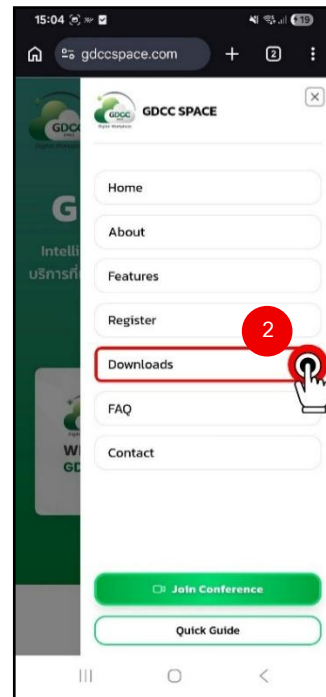 15:04
19
gdccspace.com
2
GDCC
GDCC SPACE
Home
About
Features
Register
2
Downloads
FAQ
Contact
Join Conference
Quick Guide
G
Intelli
บริการที่
W
GD